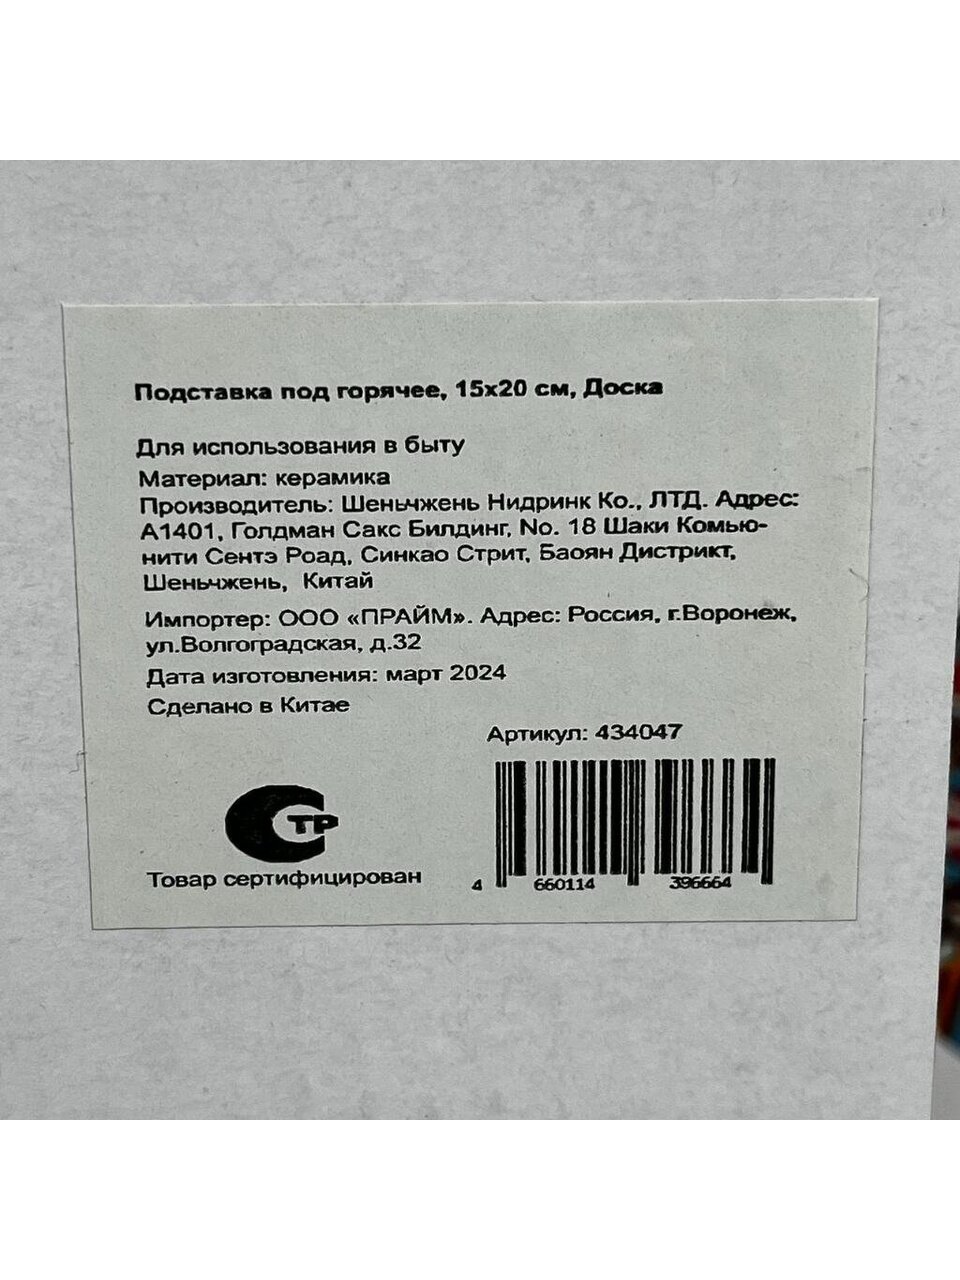 Подставка под горячее, 15х20 см, Доска
Для использования в быту
Материал: керамика
Производитель: Шеньчжень Нидринк Ко., ЛТД. Адрес:
А1401, Голдман Сакс Билдинг, No. 18 Шаки Комью-
нити Сентэ Роад, Синкао Стрит, Баоян Дистрикт,
Шеньчжень, Китай
Импортер: ООО «ПРАЙМ». Адрес: Россия, г.Воронеж,
ул.Волгоградская, д.32
Дата изготовления: март 2024
Сделано в Китае
Артикул: 434047
СТР
Товар сертифицирован
4 660114 396664